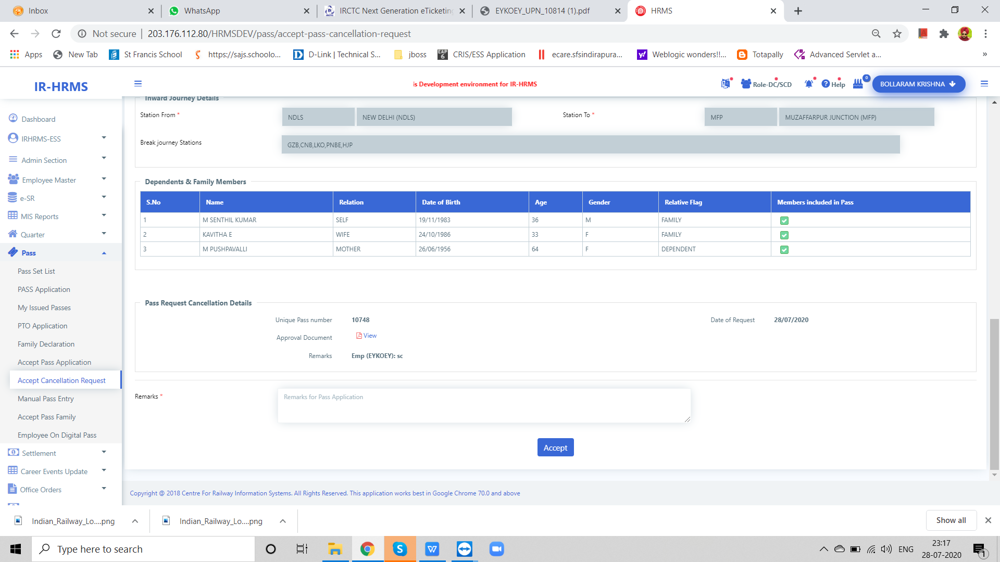 Inbox
WhatsApp
IRCTC Next Generation eTicketing
EYKOEY_UPN_10814 (1).pdf
HRMS
Not secure
203.176.112.80/HRMSDEV/pass/accept-pass-cancellation-request
Apps
New Tab
St Francis School
https://sajs.schoolo...
D-Link | Technical S...
jboss
EAP 6
CRIS/ESS Application
ecare.sfsindirapura...
Weblogic wonders!!...
Totapally
Advanced Servlet a...
»
IR-HRMS
is Development environment for IR-HRMS
Role-DC/SCD
Help
0
BOLLARAM KRISHNA
Dashboard
IRHRMS-ESS
Admin Section
Employee Master
e-SR
MIS Reports
Quarter
Pass
Pass Set List
PASS Application
My Issued Passes
PTO Application
Family Declaration
Accept Pass Application
Accept Cancellation Request
Manual Pass Entry
Accept Pass Family
Employee On Digital Pass
Settlement
Career Events Update
Office Orders
Inward Journey Details
Station From * NDLS NEW DELHI (NDLS) Station To * MFP MUZAFFARPUR JUNCTION (MFP)
Break journey Stations GZB,CNB,LKO,PNBE,HJP
Dependents & Family Members
S.No Name Relation Date of Birth Age Gender Relative Flag Members included in Pass
1 M SENTHIL KUMAR SELF 19/11/1983 36 M FAMILY
2 KAVITHA E WIFE 24/10/1986 33 F FAMILY
3 M PUSHPAVALLI MOTHER 26/06/1956 64 F DEPENDENT
Pass Request Cancellation Details
Unique Pass number 10748 Date of Request 28/07/2020
Approval Document View
Remarks Emp (EYKOEY): sc
Remarks * Remarks for Pass Application
Accept
Copyright @ 2018 Centre For Railway Information Systems. All Rights Reserved. This application works best in Google Chrome 70.0 and above
Indian_Railway_Lo....png
Indian_Railway_Lo....png
Show all
Type here to search
ENG
23:17
28-07-2020
1